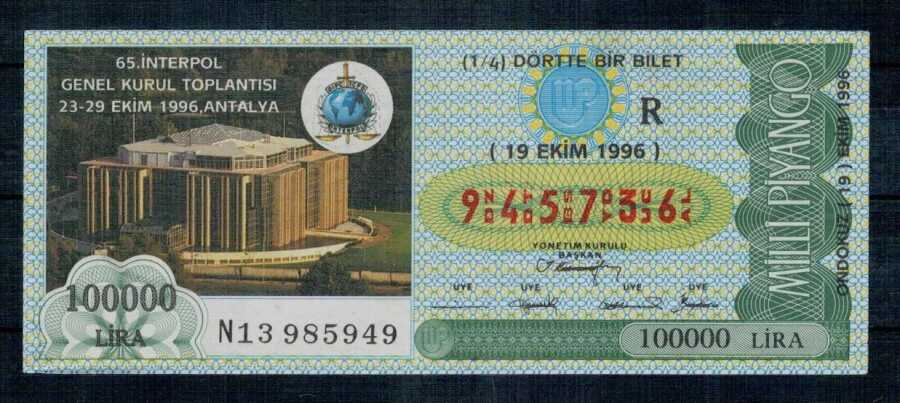 65.İNTERPOL
GENEL KURUL TOPLANTISI
23-29 EKİM 1996,ANTALYA
INTERPOL
100000
LİRA
N13 985949
(1/4) DÖRTTE BİR BİLET
R
( 19 EKİM 1996 )
9 4 5 7 3 6
YÖNETİM KURULU
BAŞKAN
ÜYE ÜYE ÜYE ÜYE
100000 LİRA
MİLLİ PİYANGO
ONDOKUZ ( 19 ) EKİM 1996